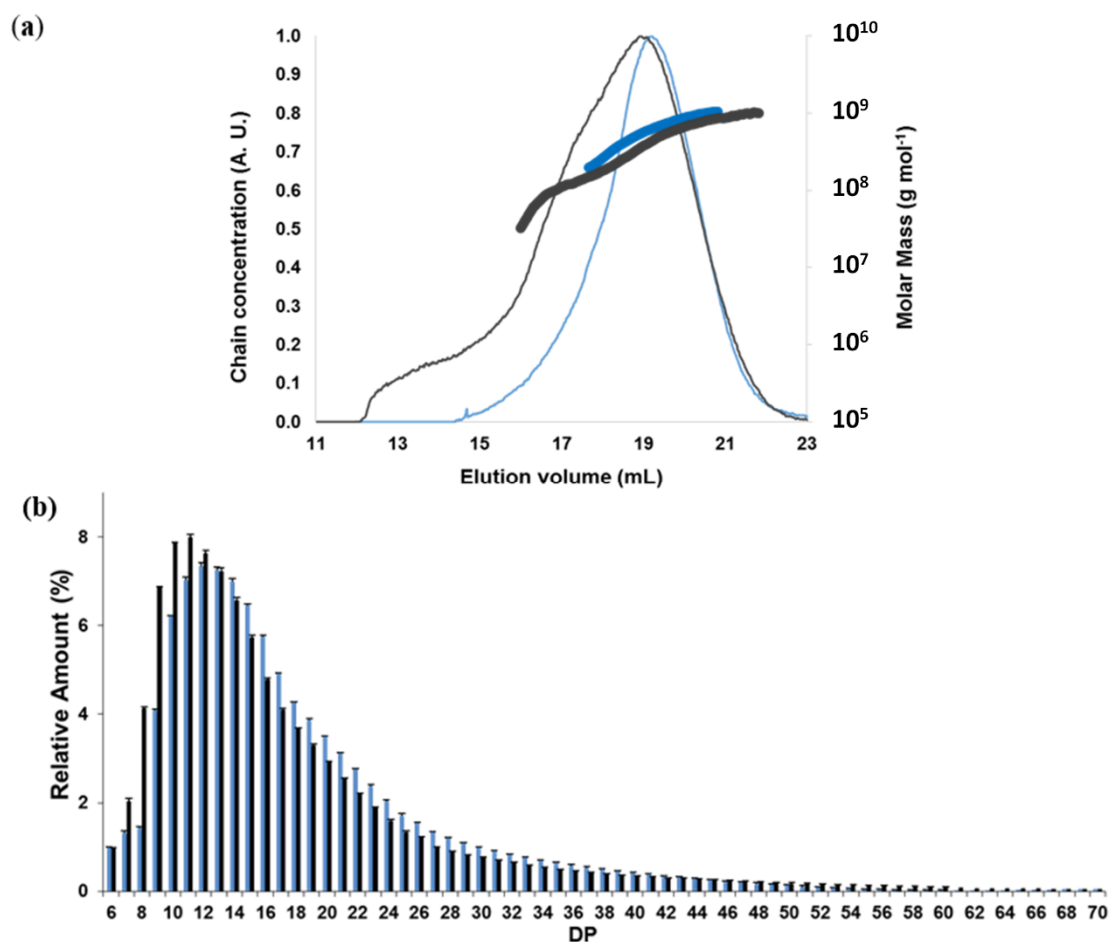 (a)
Chain concentration (A. U.)
1.0
0.9
0.8
0.7
0.6
0.5
0.4
0.3
0.2
0.1
0.0
10¹⁰
10⁹
10⁸
10⁷
10⁶
10⁵
Molar Mass (g mol⁻¹)
11 13 15 17 19 21 23
Elution volume (mL)
(b)
Relative Amount (%)
8
6
4
2
0
6 8 10 12 14 16 18 20 22 24 26 28 30 32 34 36 38 40 42 44 46 48 50 52 54 56 58 60 62 64 66 68 70
DP